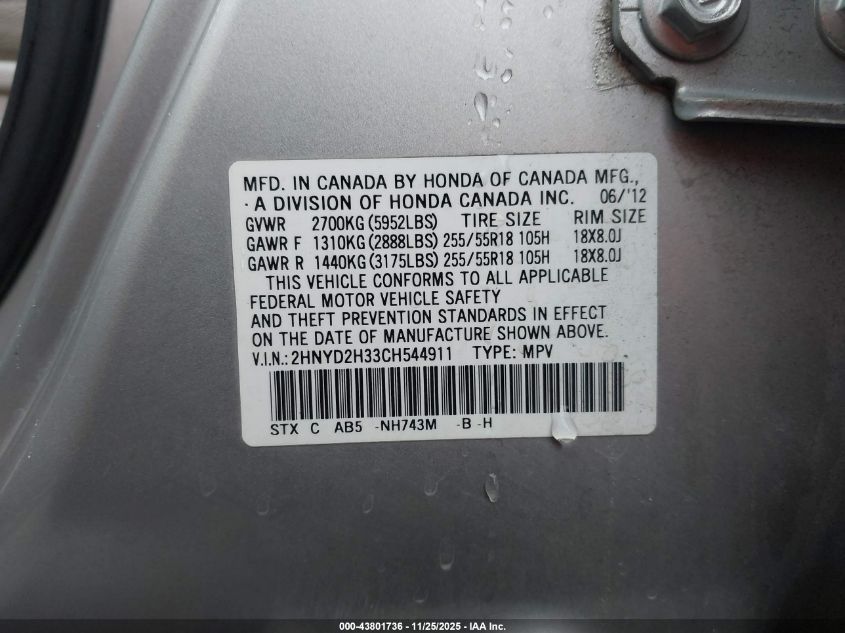 MFD. IN CANADA BY HONDA OF CANADA MFG.,
· A DIVISION OF HONDA CANADA INC. 06/'12
GVWR 2700KG (5952LBS) TIRE SIZE RIM SIZE
GAWR F 1310KG (2888LBS) 255/55R18 105H 18X8.0J
GAWR R 1440KG (3175LBS) 255/55R18 105H 18X8.0J
THIS VEHICLE CONFORMS TO ALL APPLICABLE
FEDERAL MOTOR VEHICLE SAFETY
AND THEFT PREVENTION STANDARDS IN EFFECT
ON THE DATE OF MANUFACTURE SHOWN ABOVE.
V.I.N.: 2HNYD2H33CH544911 TYPE: MPV
STX C AB5 -NH743M -B -H
000-43801736 - 11/25/2025 - IAA Inc.